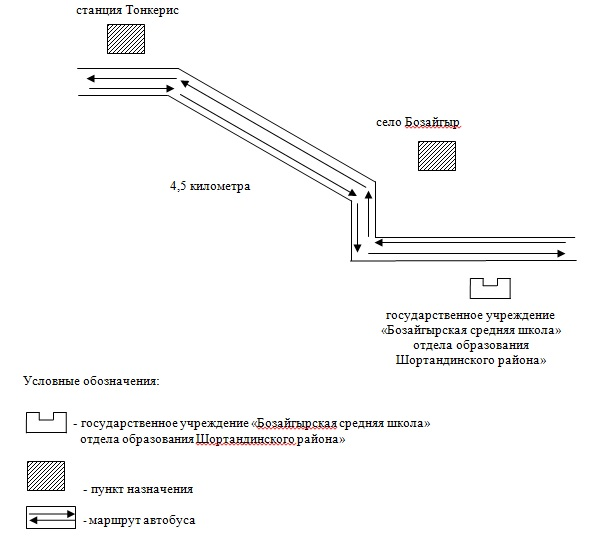 станция Тонкерис
село Бозайгыр
4,5 километра
государственное учреждение
«Бозайгырская средняя школа»
отдела образования
Шортандинского района»
Условные обозначения:
- государственное учреждение «Бозайгырская средняя школа»
отдела образования Шортандинского района»
- пункт назначения
- маршрут автобуса